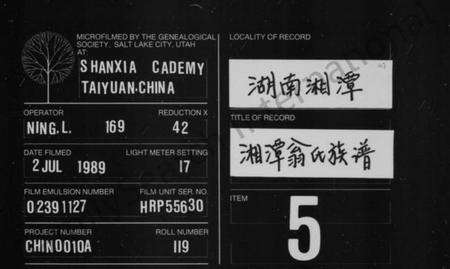 MICROFILMED BY THE GENEALOGICAL
SOCIETY, SALT LAKE CITY, UTAH
AT:
SHANXIA CADEMY
TAIYUAN.CHINA
OPERATOR REDUCTION X
NING.L. 169 42
DATE FILMED LIGHT METER SETTING
2 JUL 1989 17
FILM EMULSION NUMBER FILM UNIT SER. NO.
02391127 HRP55630
PROJECT NUMBER ROLL NUMBER
CHIN0010A 119
LOCALITY OF RECORD
湖南湘潭
TITLE OF RECORD
湘潭翁氏族谱
ITEM
5
International